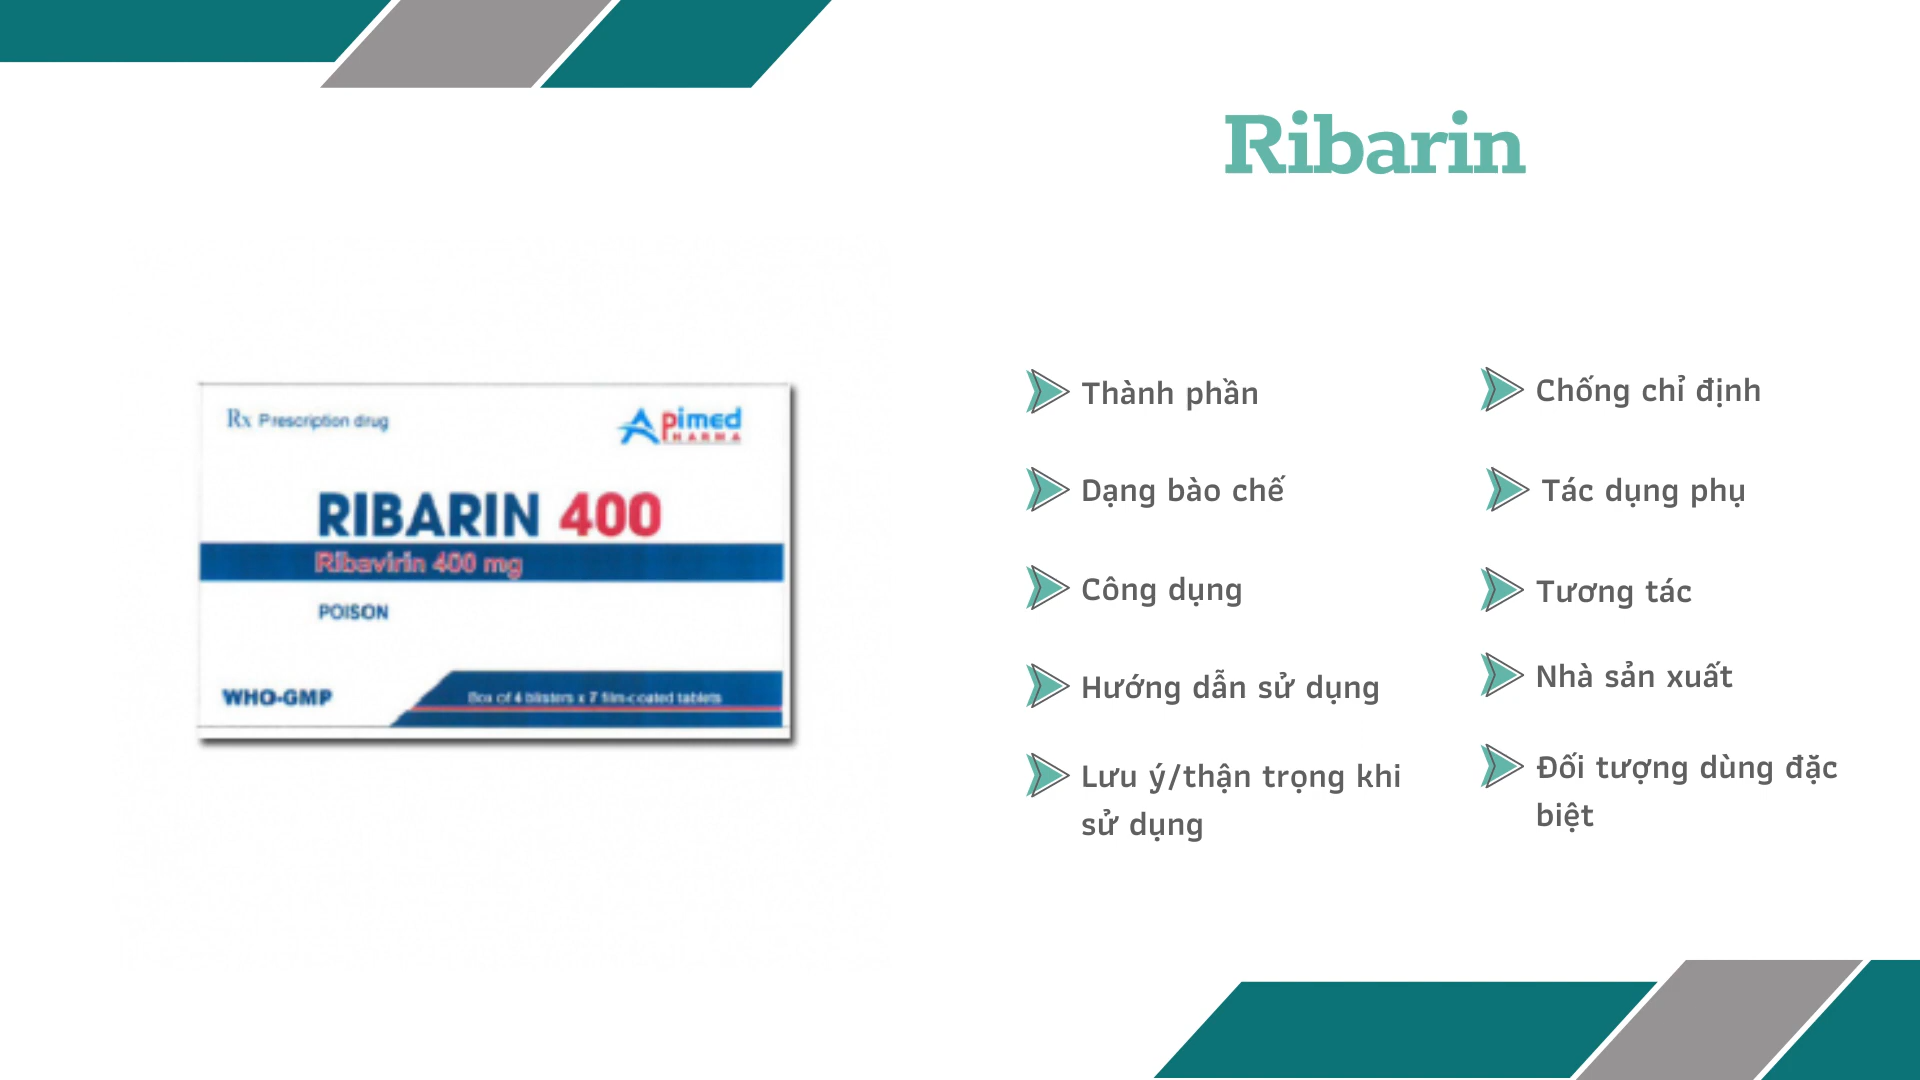 Ribarin
Rx Prescription drug
Apimed
PHARMA
RIBARIN 400
Ribavirin 400 mg
POISON
WHO-GMP
Box of 4 blisters x 7 film-coated tablets
Thành phần
Dạng bào chế
Công dụng
Hướng dẫn sử dụng
Lưu ý/thận trọng khi
sử dụng
Chống chỉ định
Tác dụng phụ
Tương tác
Nhà sản xuất
Đối tượng dùng đặc
biệt